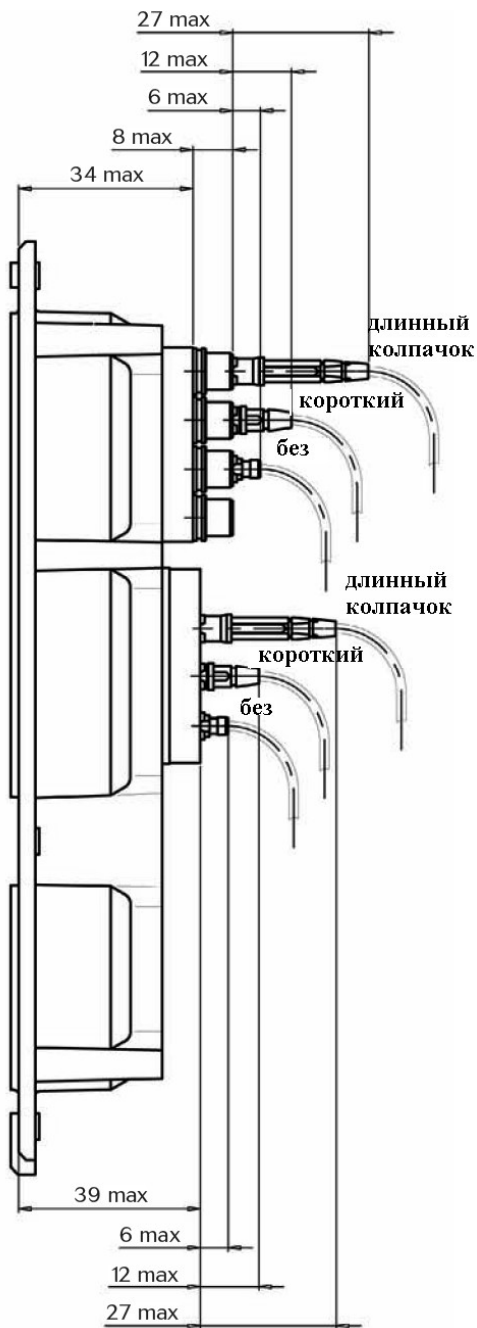 27 max
12 max
6 max
8 max
34 max
длинный
колпачок
короткий
без
длинный
колпачок
короткий
без
39 max
6 max
12 max
27 max